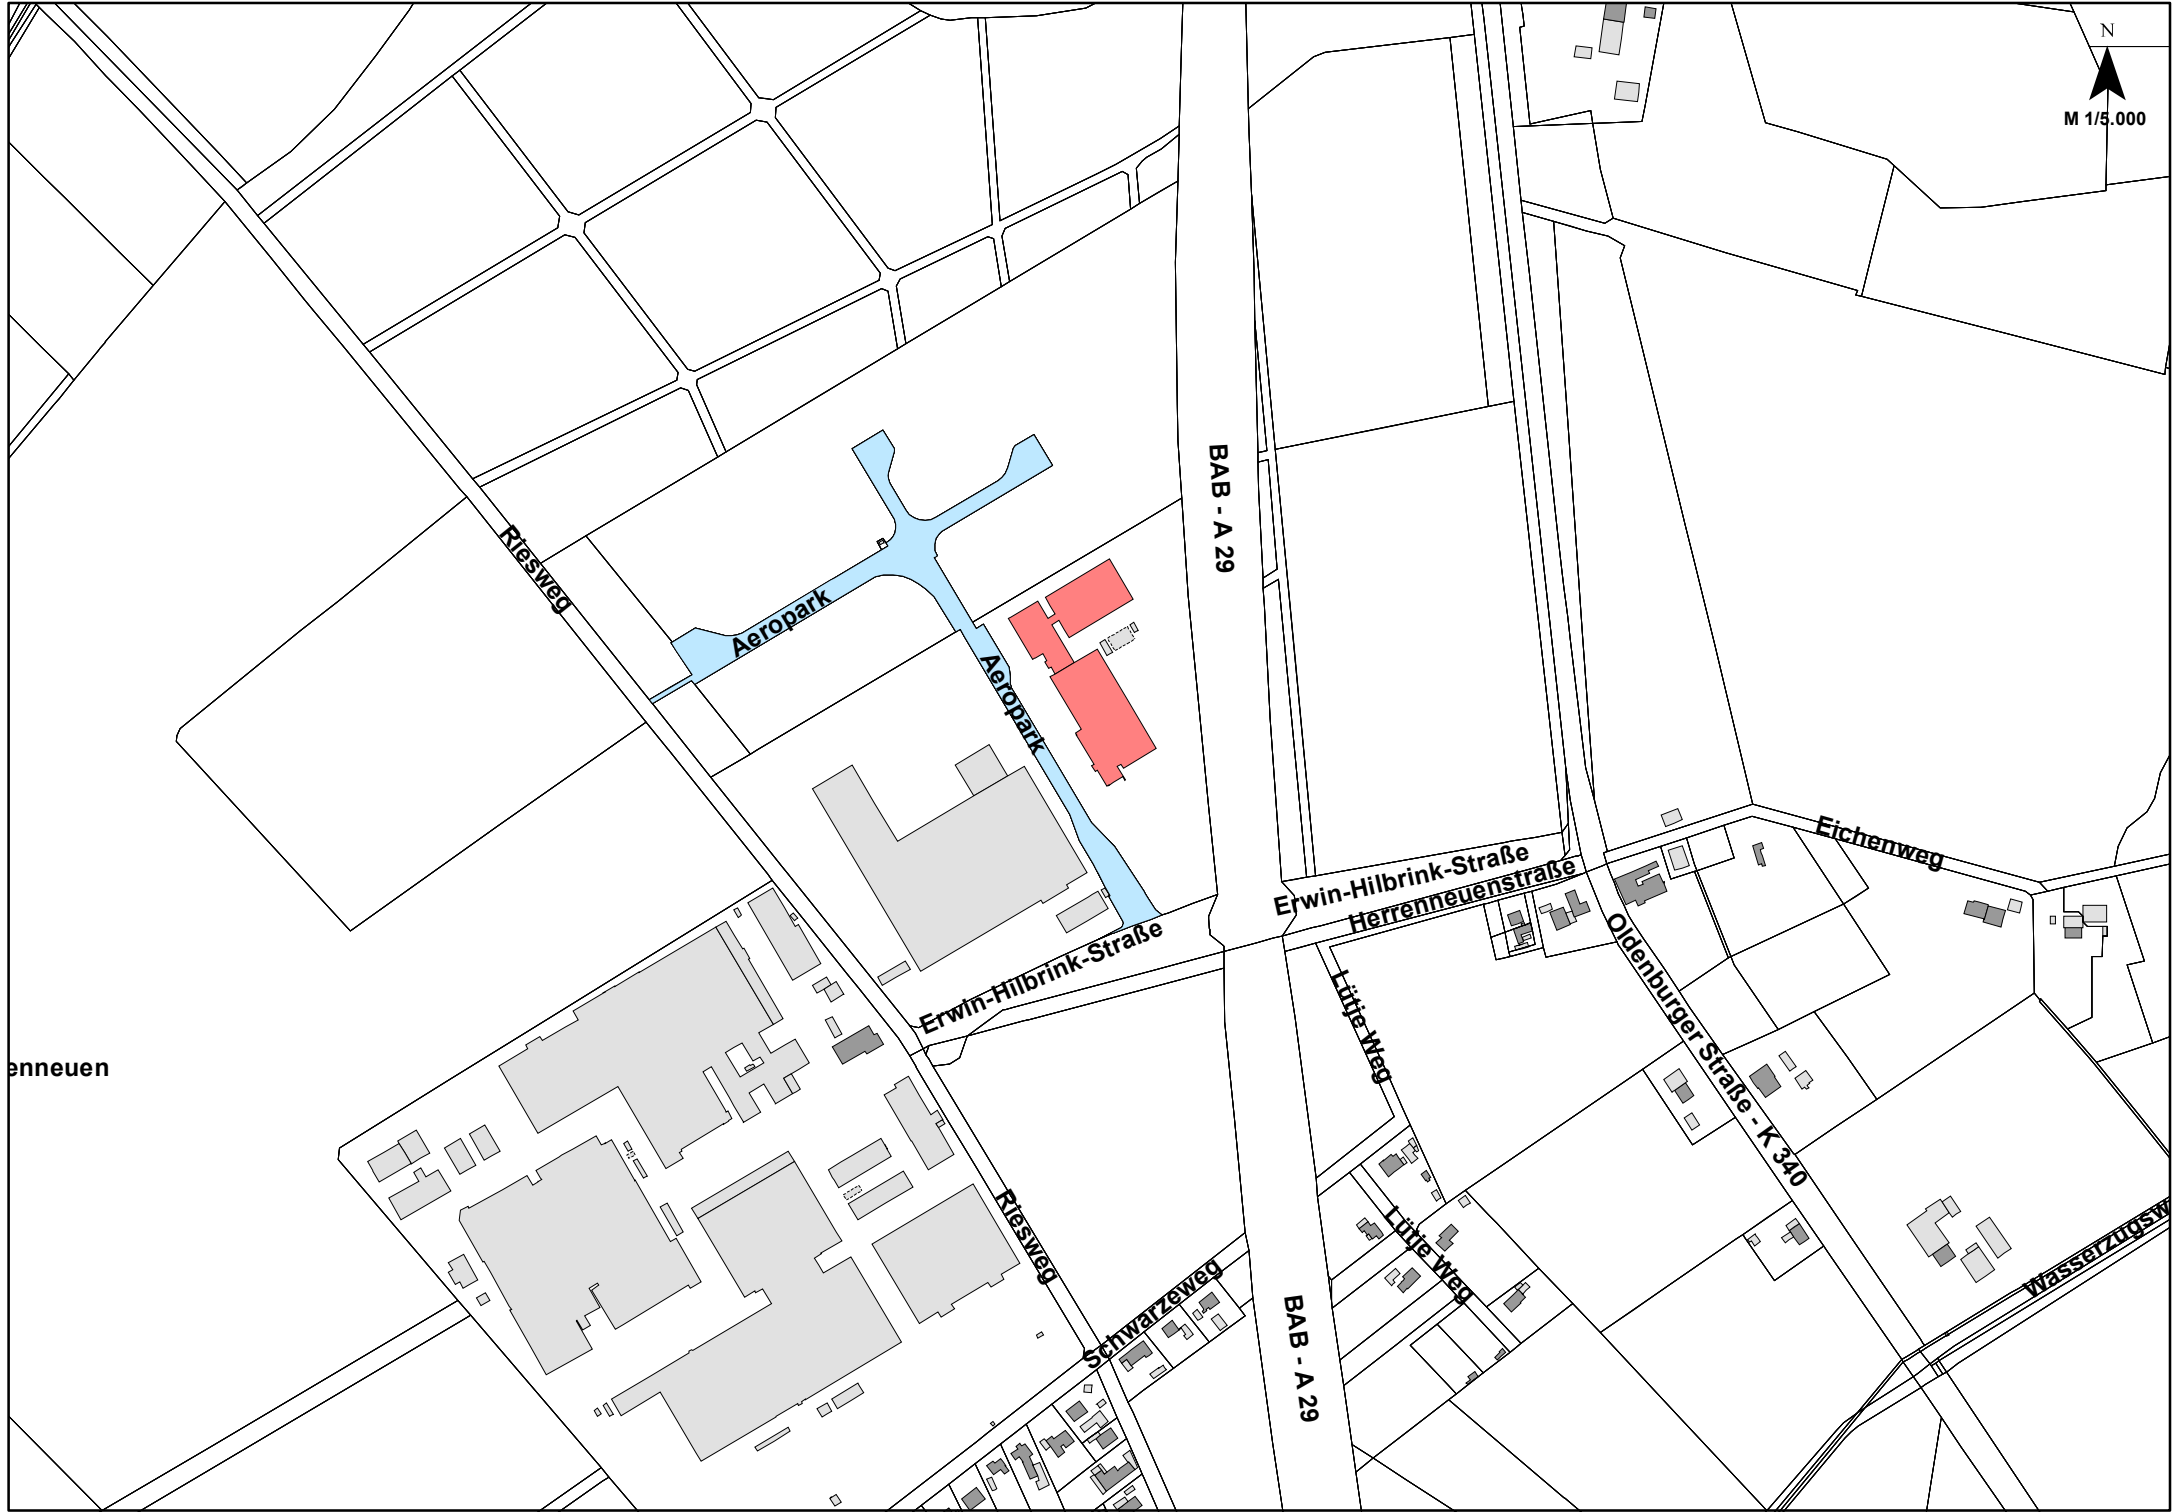 N
M 1/5.000
BAB - A 29
Riesweg
Aeropark
Aeropark
Eichenweg
Erwin-Hilbrink-Straße
Herrenneuenstraße
Erwin-Hilbrink-Straße
Oldenburger Straße - K 340
Lütje Weg
enneuen
Riesweg
Lütje Weg
Schwarzeweg
Wasserzugsw
BAB - A 29